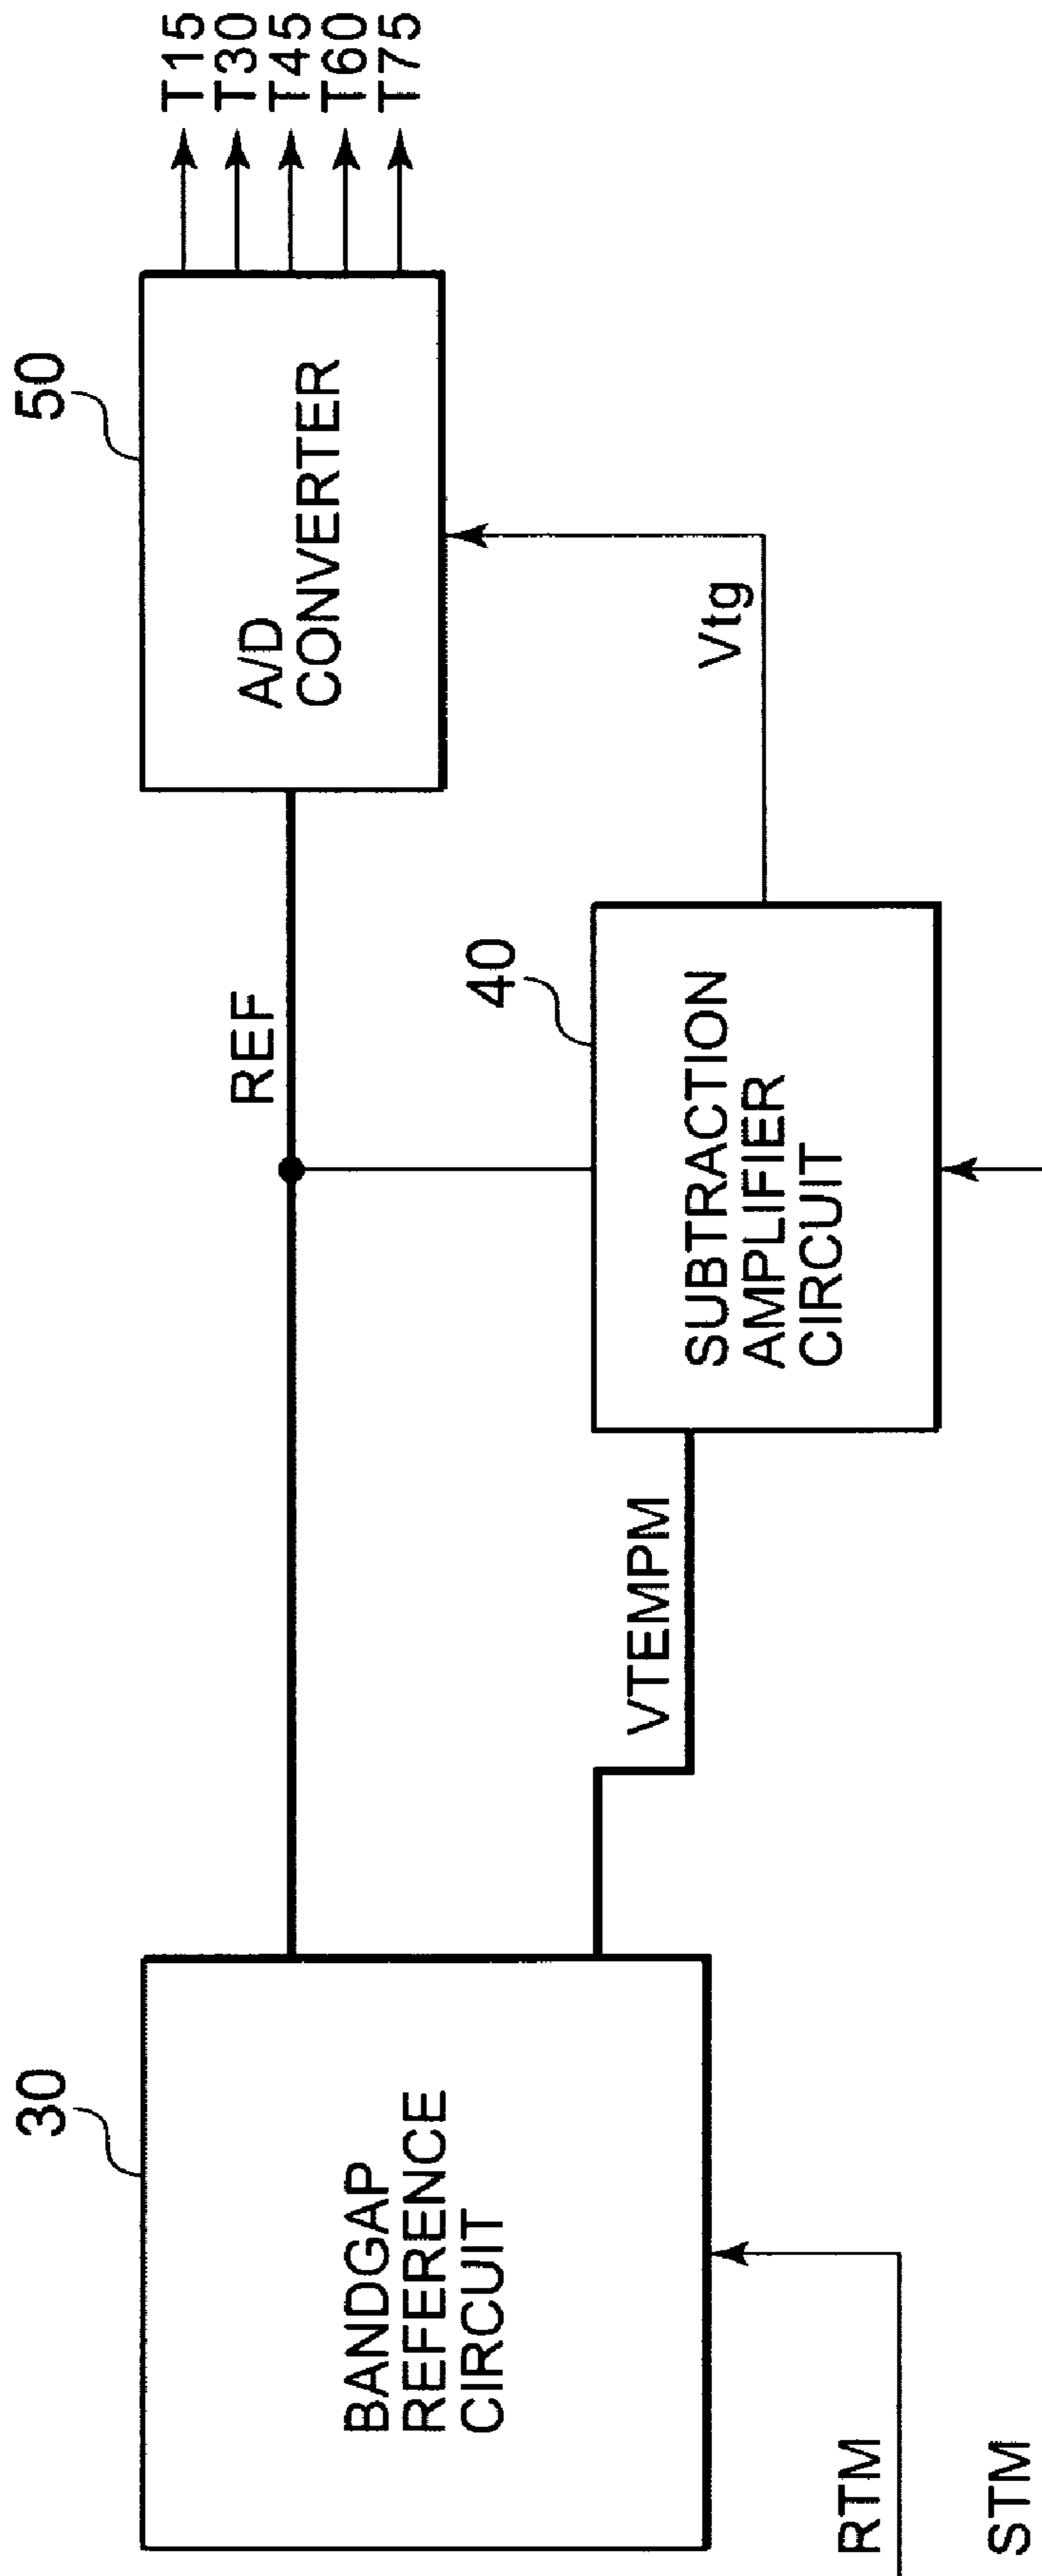 30
BANDGAP
REFERENCE
CIRCUIT
RTM
STM
REF
VTEMPM
40
SUBTRACTION
AMPLIFIER
CIRCUIT
Vtg
50
A/D
CONVERTER
T15
T30
T45
T60
T75